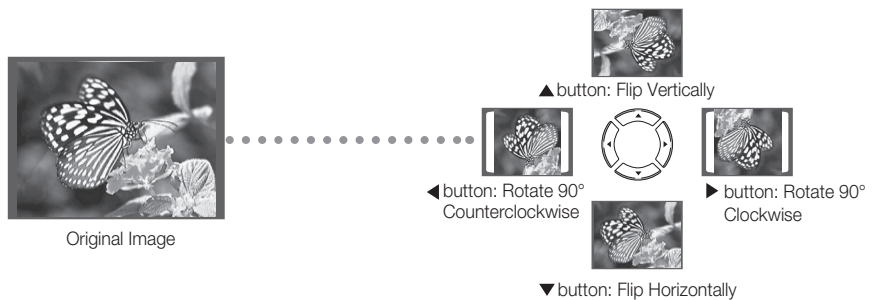 ▲ button: Flip Vertically
◀ button: Rotate 90°
Counterclockwise
▶ button: Rotate 90°
Clockwise
Original Image
▼ button: Flip Horizontally